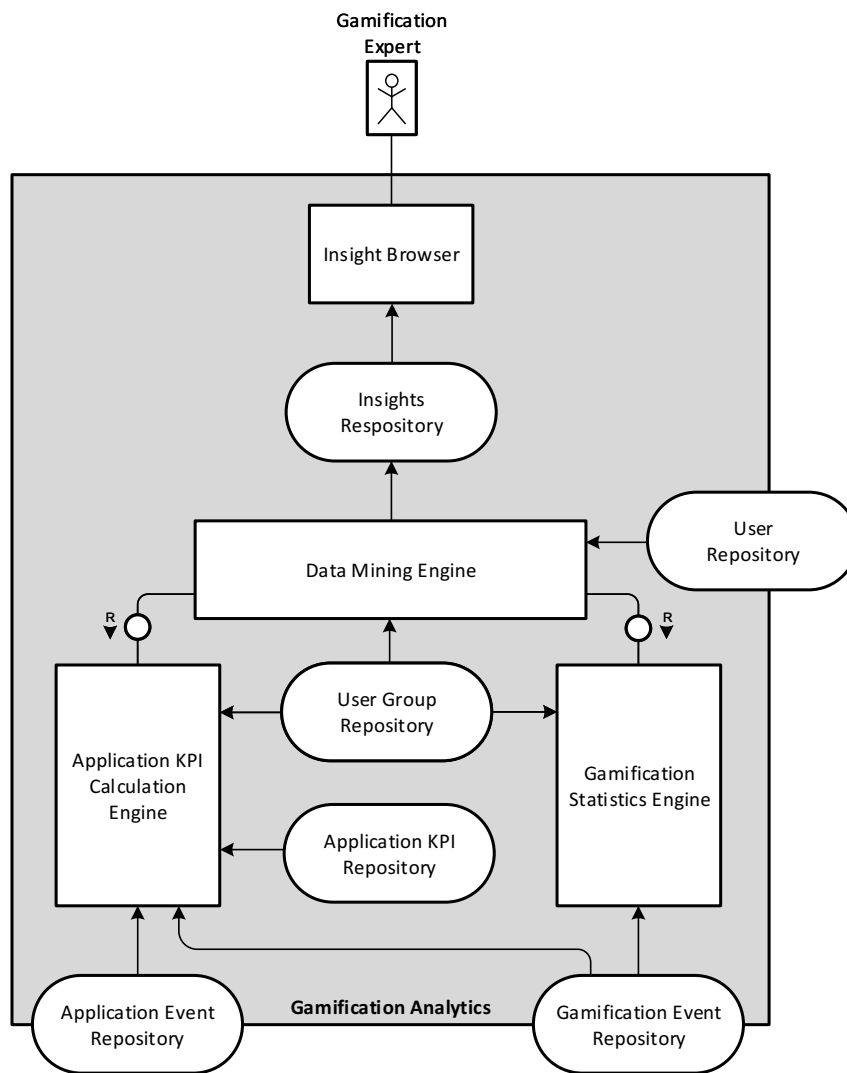 Gamification
Expert
Insight Browser
Insights
Respository
User
Repository
Data Mining Engine
R
R
User Group
Repository
Application KPI
Calculation
Engine
Gamification
Statistics Engine
Application KPI
Repository
Application Event
Repository
Gamification Analytics
Gamification Event
Repository